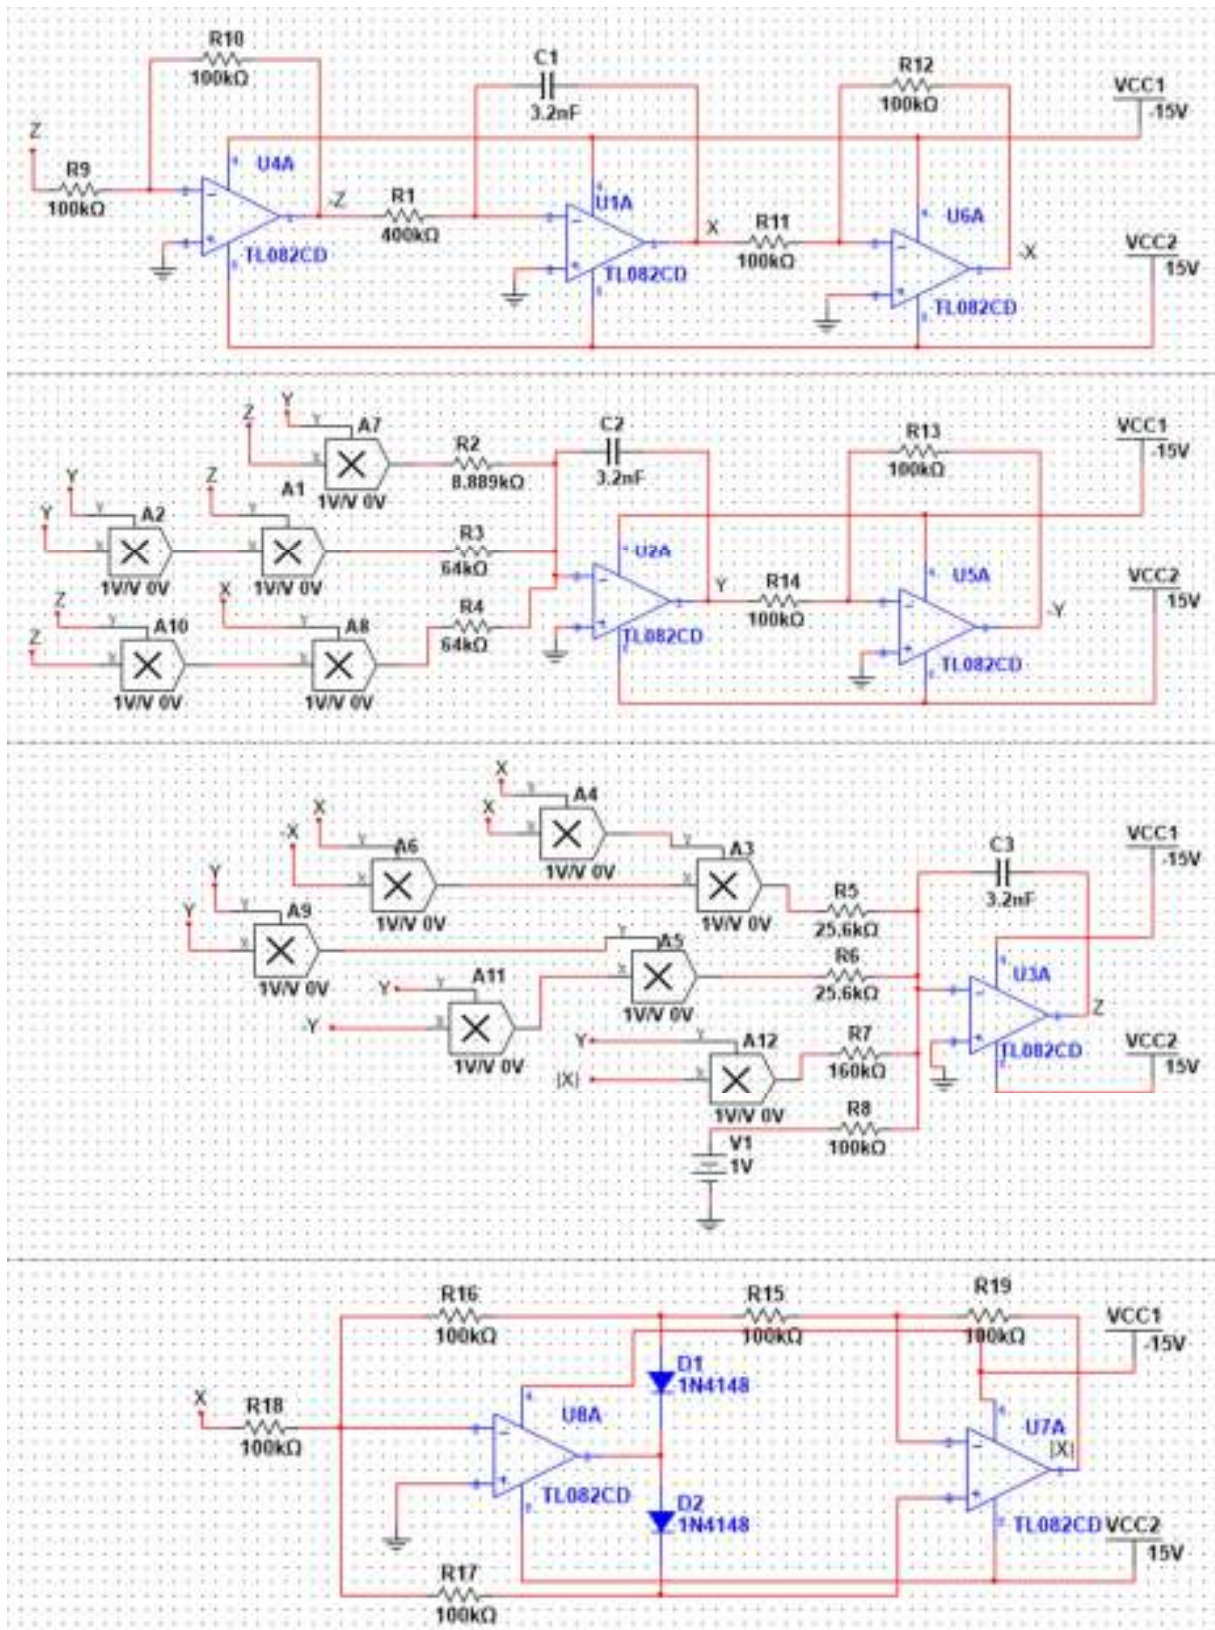 R10
100kΩ
C1
3.2nF
R12
100kΩ
VCC1
-15V
Z
R9
100kΩ
U4A
TL082CD
-Z
R1
400kΩ
U1A
TL082CD
X
R11
100kΩ
U6A
TL082CD
-X
VCC2
15V
Z
Y
A7
1V/V 0V
R2
8.889kΩ
C2
3.2nF
R13
100kΩ
VCC1
-15V
Y
Y
A2
1V/V 0V
Z
A1
1V/V 0V
R3
64kΩ
U2A
TL082CD
Y
R14
100kΩ
U5A
TL082CD
-Y
VCC2
15V
Z
Z
A10
1V/V 0V
X
A8
1V/V 0V
R4
64kΩ
X
X
A4
1V/V 0V
X
-X
A6
1V/V 0V
A3
1V/V 0V
R5
25.6kΩ
C3
3.2nF
VCC1
-15V
Y
Y
A9
1V/V 0V
A5
1V/V 0V
R6
25.6kΩ
U3A
TL082CD
Z
Y
-Y
A11
1V/V 0V
Y
|X|
A12
1V/V 0V
R7
160kΩ
VCC2
15V
R8
100kΩ
V1
1V
R16
100kΩ
R15
100kΩ
R19
100kΩ
VCC1
-15V
X
R18
100kΩ
D1
1N4148
U8A
TL082CD
U7A
|X|
TL082CD
D2
1N4148
VCC2
15V
R17
100kΩ